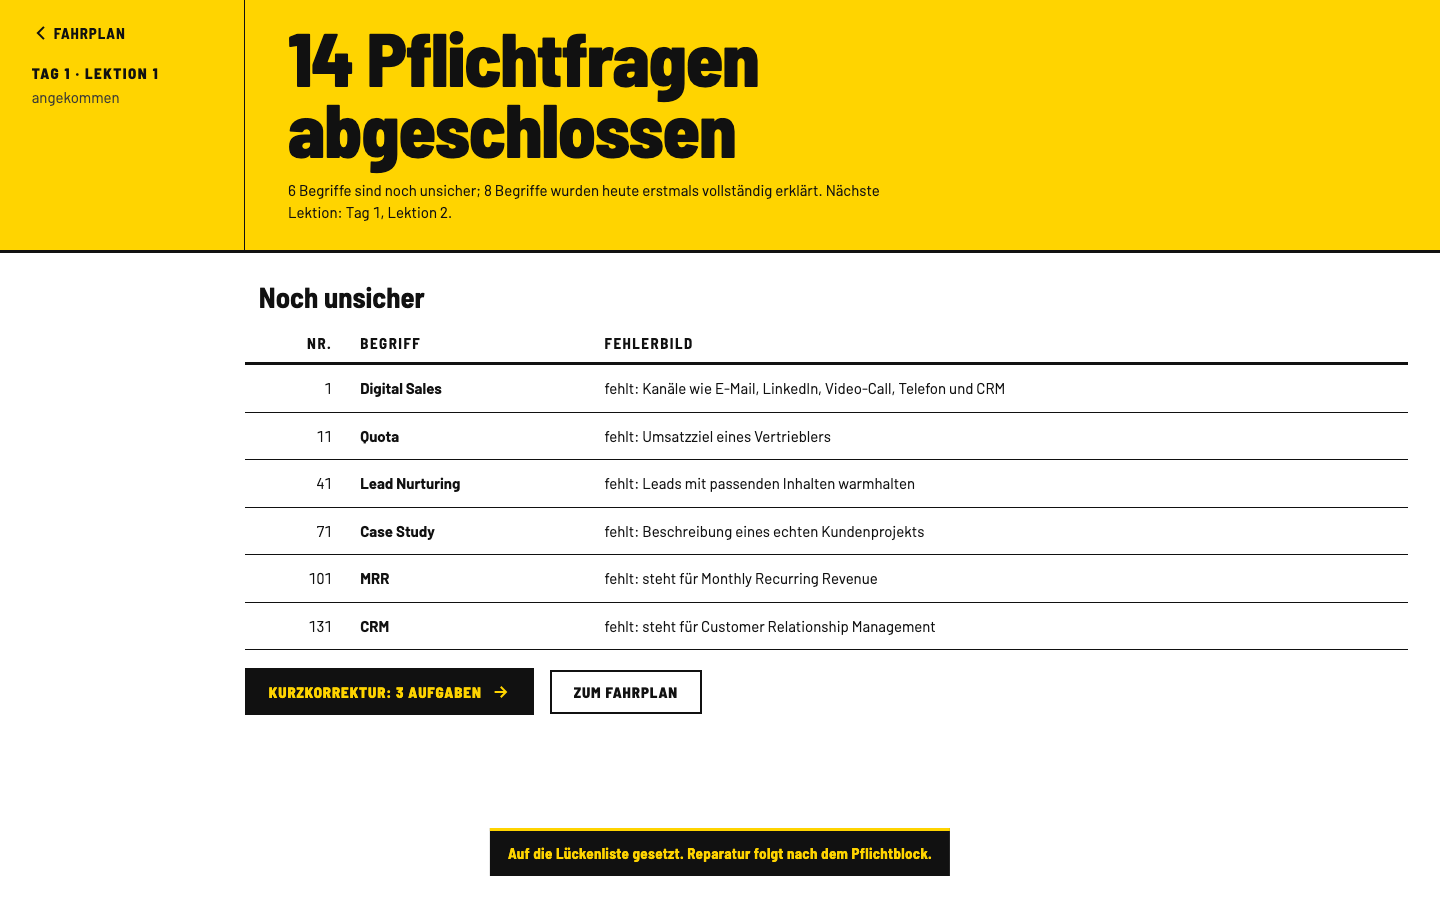 FAHRPLAN
TAG 1 · LEKTION 1
angekommen
14 Pflichtfragen
abgeschlossen
6 Begriffe sind noch unsicher; 8 Begriffe wurden heute erstmals vollständig erklärt. Nächste
Lektion: Tag 1, Lektion 2.
Noch unsicher
NR. BEGRIFF FEHLERBILD
1 Digital Sales fehlt: Kanäle wie E-Mail, LinkedIn, Video-Call, Telefon und CRM
11 Quota fehlt: Umsatzziel eines Vertrieblers
41 Lead Nurturing fehlt: Leads mit passenden Inhalten warmhalten
71 Case Study fehlt: Beschreibung eines echten Kundenprojekts
101 MRR fehlt: steht für Monthly Recurring Revenue
131 CRM fehlt: steht für Customer Relationship Management
KURZKORREKTUR: 3 AUFGABEN → ZUM FAHRPLAN
Auf die Lückenliste gesetzt. Reparatur folgt nach dem Pflichtblock.